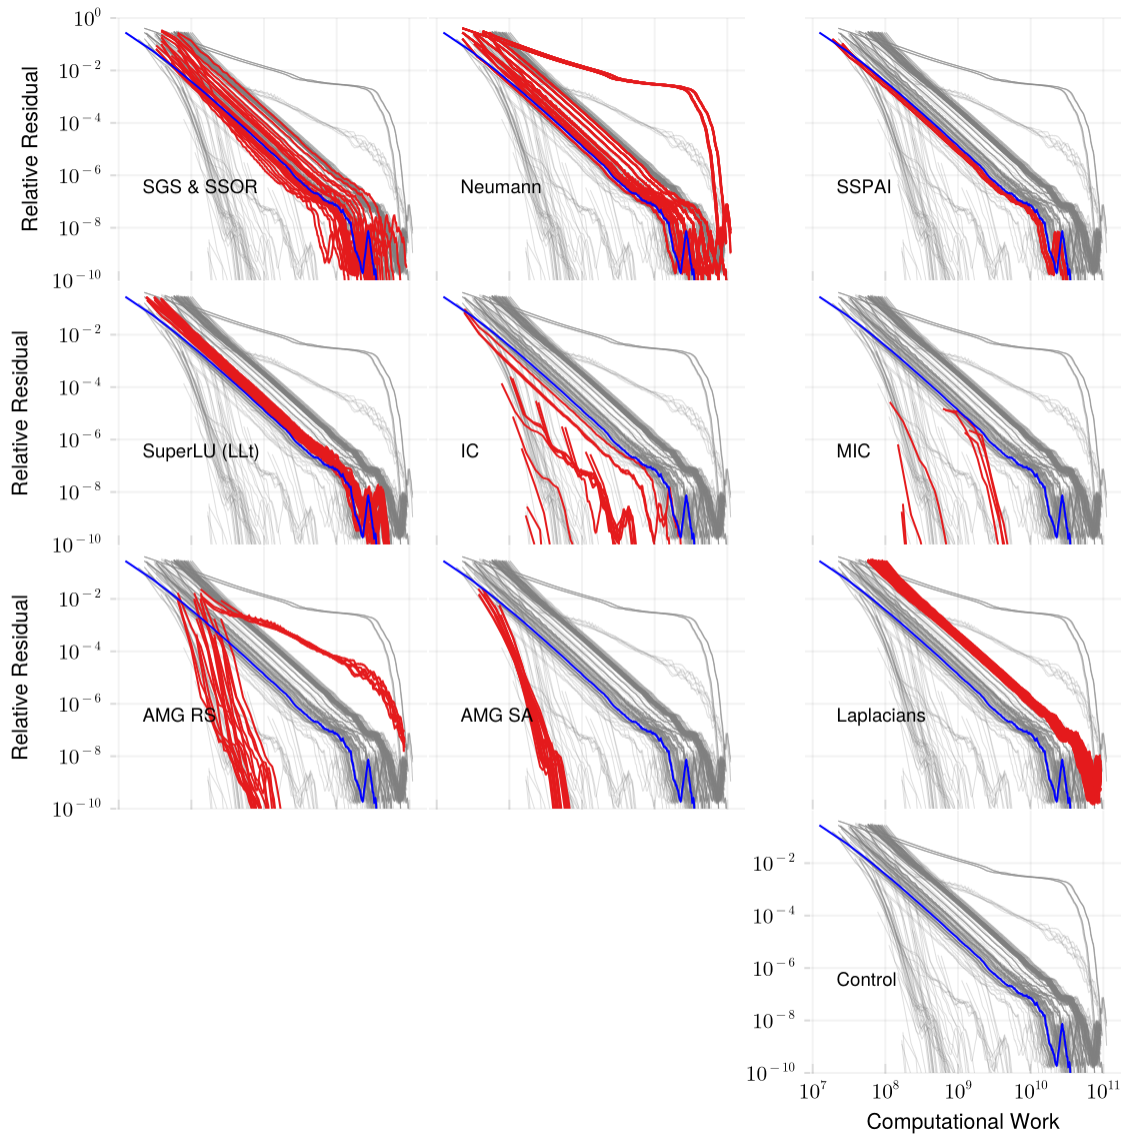 10^0
10^−2
10^−4
10^−6
10^−8
10^−10
Relative Residual
SGS & SSOR
Neumann
SSPAI
10^−2
10^−4
10^−6
10^−8
10^−10
Relative Residual
SuperLU (LLt)
IC
MIC
10^−2
10^−4
10^−6
10^−8
10^−10
Relative Residual
AMG RS
AMG SA
Laplacians
10^−2
10^−4
10^−6
10^−8
10^−10
Control
10^7 10^8 10^9 10^10 10^11
Computational Work